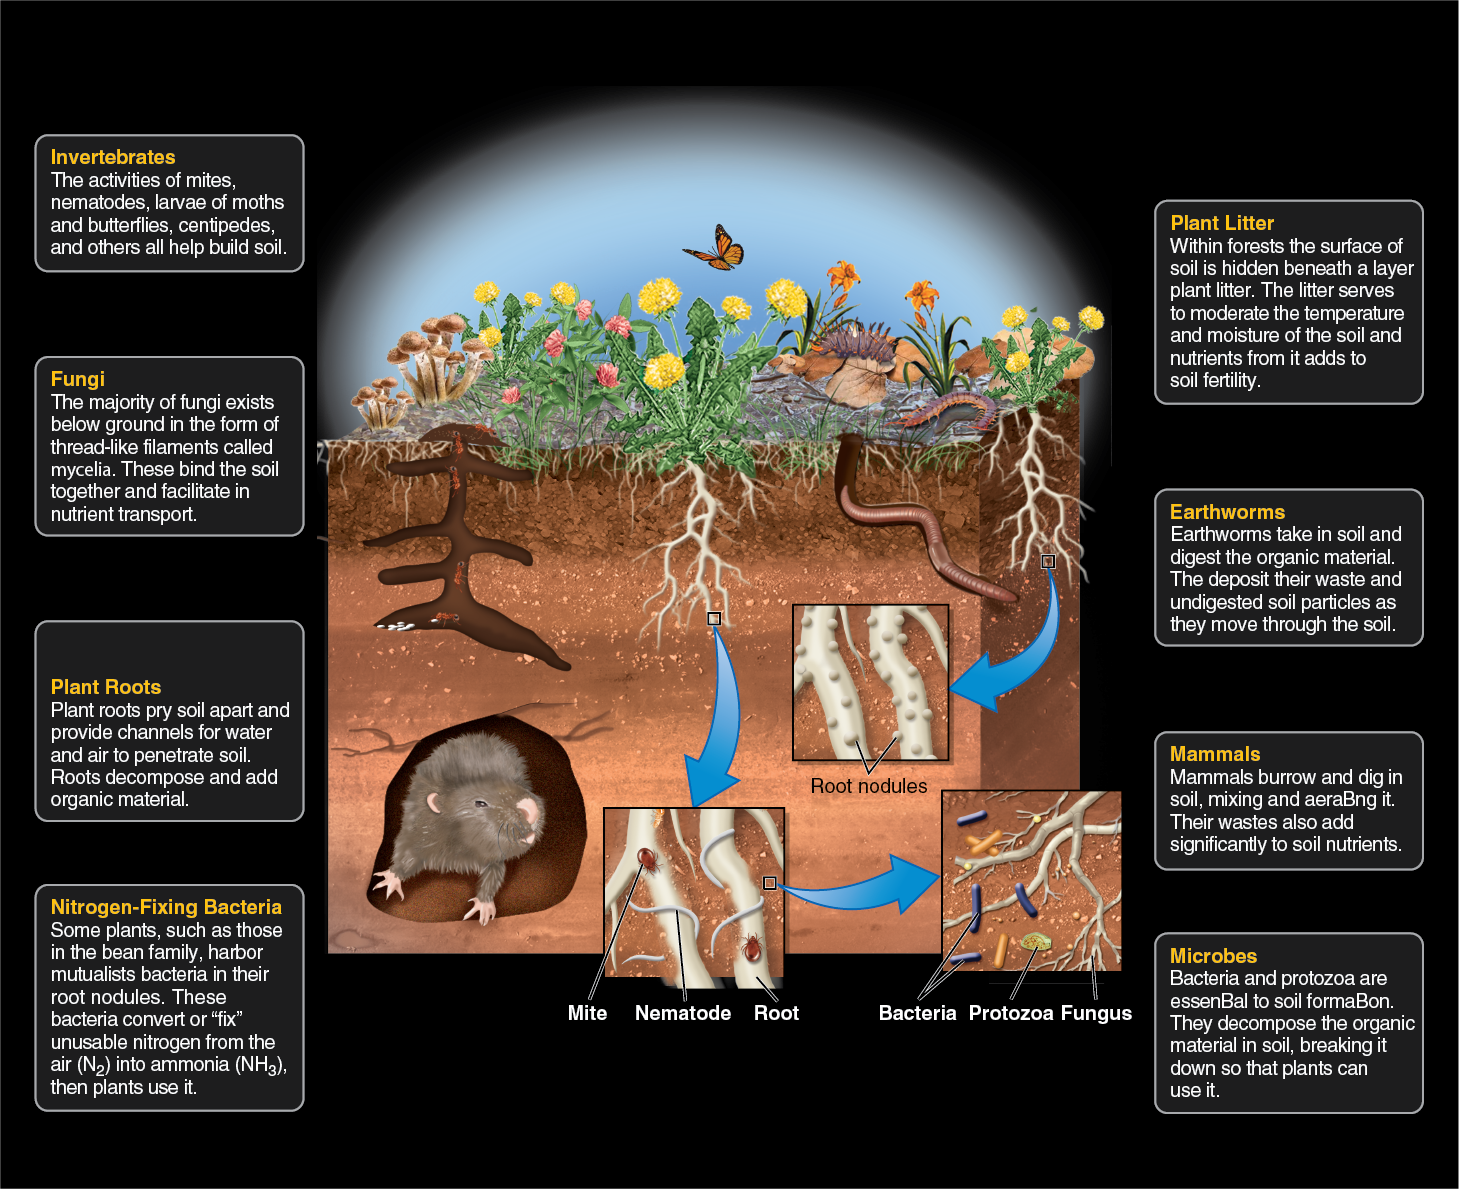 Invertebrates
The activities of mites,
nematodes, larvae of moths
and butterflies, centipedes,
and others all help build soil.
Fungi
The majority of fungi exists
below ground in the form of
thread-like filaments called
mycelia. These bind the soil
together and facilitate in
nutrient transport.
Plant Roots
Plant roots pry soil apart and
provide channels for water
and air to penetrate soil.
Roots decompose and add
organic material.
Nitrogen-Fixing Bacteria
Some plants, such as those
in the bean family, harbor
mutualists bacteria in their
root nodules. These
bacteria convert or “fix”
unusable nitrogen from the
air (N2) into ammonia (NH3),
then plants use it.
Root nodules
Mite Nematode Root
Bacteria Protozoa Fungus
Plant Litter
Within forests the surface of
soil is hidden beneath a layer
plant litter. The litter serves
to moderate the temperature
and moisture of the soil and
nutrients from it adds to
soil fertility.
Earthworms
Earthworms take in soil and
digest the organic material.
The deposit their waste and
undigested soil particles as
they move through the soil.
Mammals
Mammals burrow and dig in
soil, mixing and aeraBng it.
Their wastes also add
significantly to soil nutrients.
Microbes
Bacteria and protozoa are
essenBal to soil formaBon.
They decompose the organic
material in soil, breaking it
down so that plants can
use it.